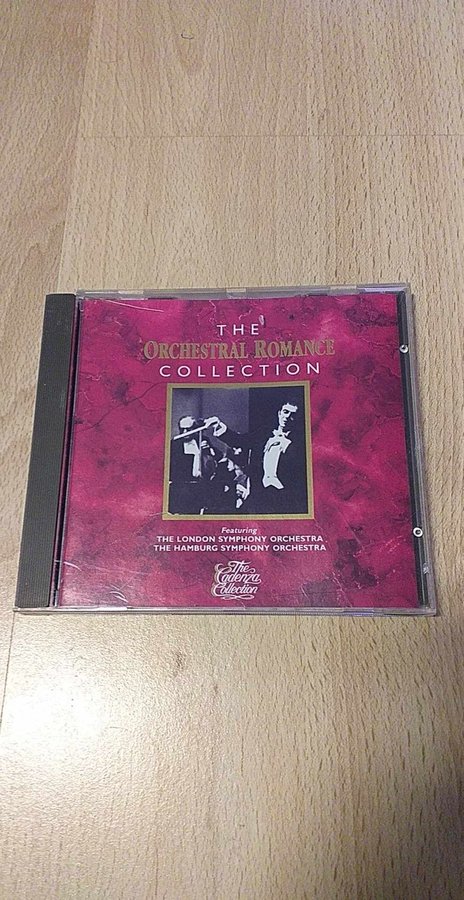 THE
ORCHESTRAL ROMANCE
COLLECTION
Featuring
THE LONDON SYMPHONY ORCHESTRA
THE HAMBURG SYMPHONY ORCHESTRA
The
Cadenza
Collection